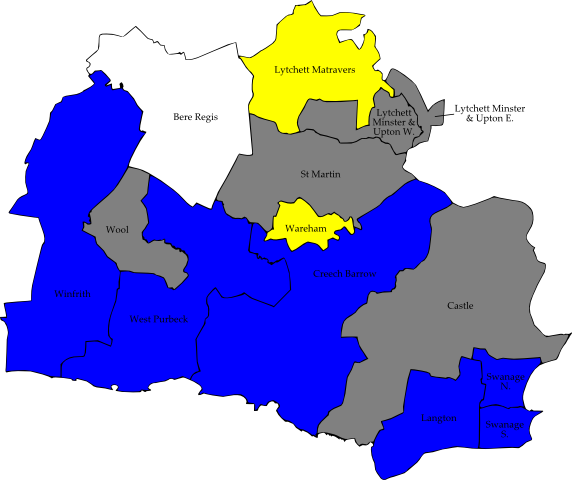 Lytchett Matravers
Lytchett Minster
& Upton E.
Lytchett
Minster &
Upton W.
Bere Regis
St Martin
Wool
Wareham
Creech Barrow
Winfrith
Castle
West Purbeck
Swanage
N.
Langton
Swanage
S.